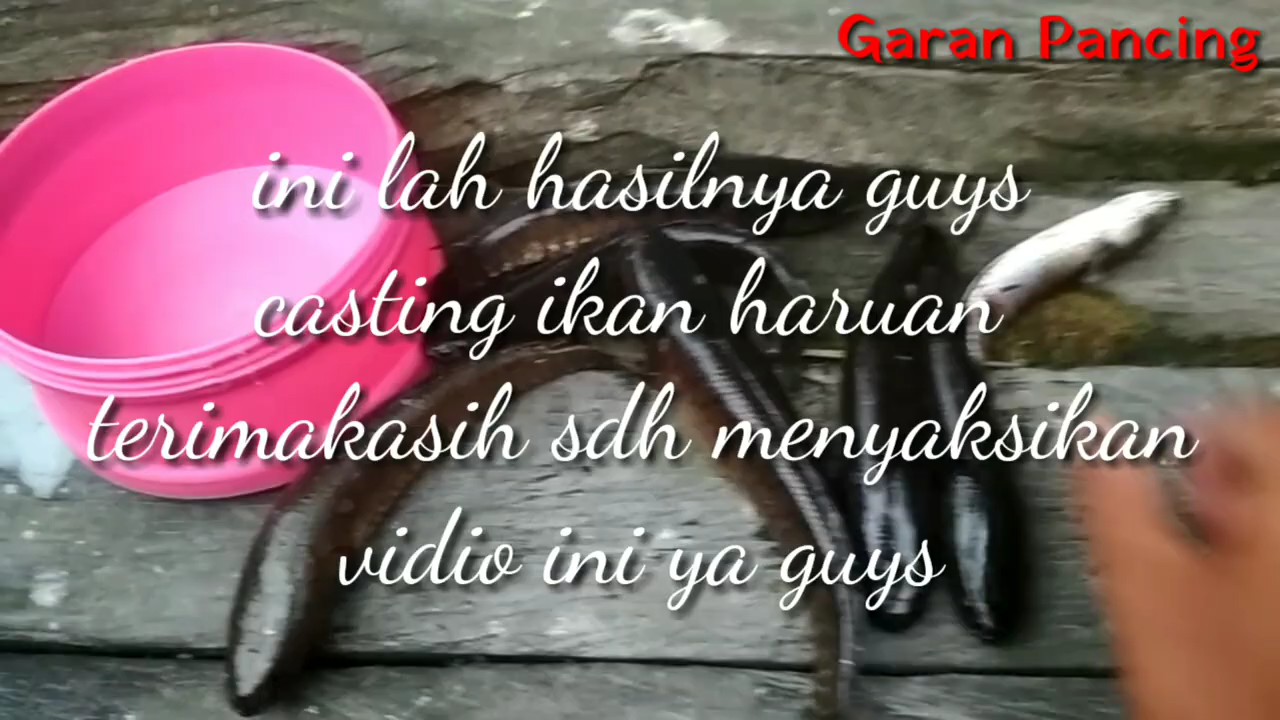 Garan Pancing
ini lah hasilnya guys
casting ikan haruan
terimakasih sdh menyaksikan
vidio ini ya guys